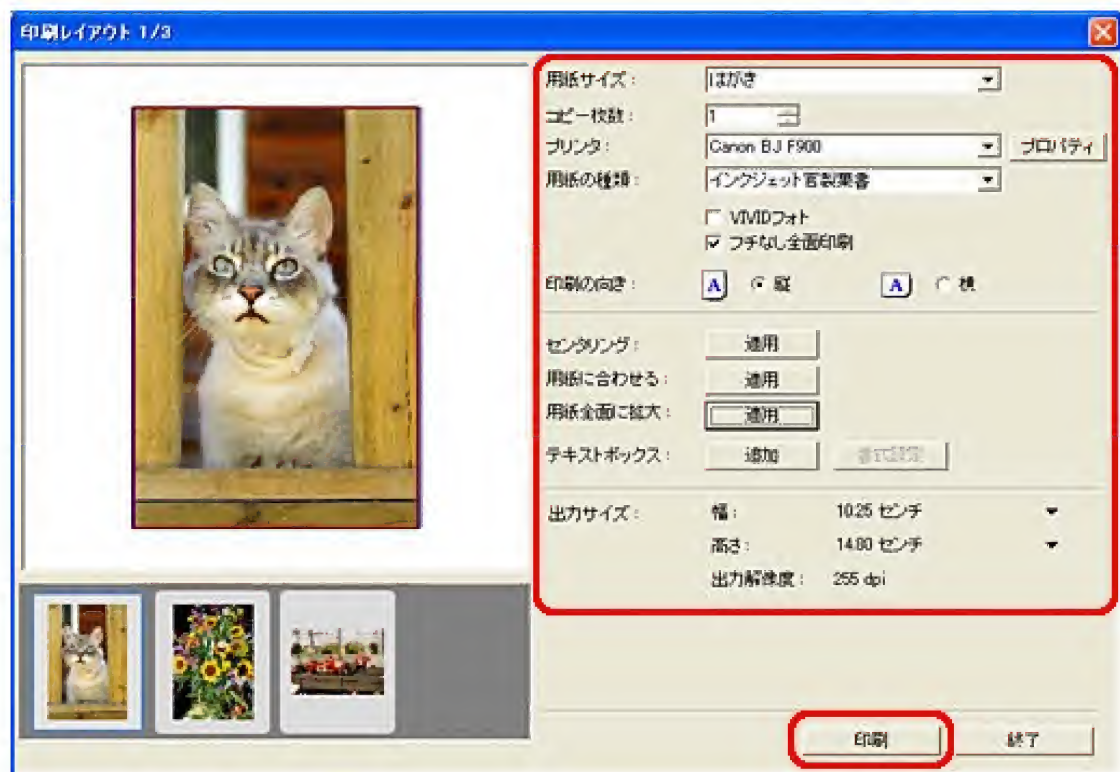 印刷レイアウト 1/3
用紙サイズ： はがき
コピー枚数： 1
プリンタ： Canon BJ F900 プロパティ
用紙の種類： インクジェット官製葉書
VIVIDフォト
フチなし全面印刷
印刷の向き： A 縦 A 横
センタリング： 適用
用紙に合わせる： 適用
用紙全面に拡大： 適用
テキストボックス： 追加 書式設定
出力サイズ： 幅： 10.25 センチ
高さ： 14.80 センチ
出力解像度： 255 dpi
印刷 終了